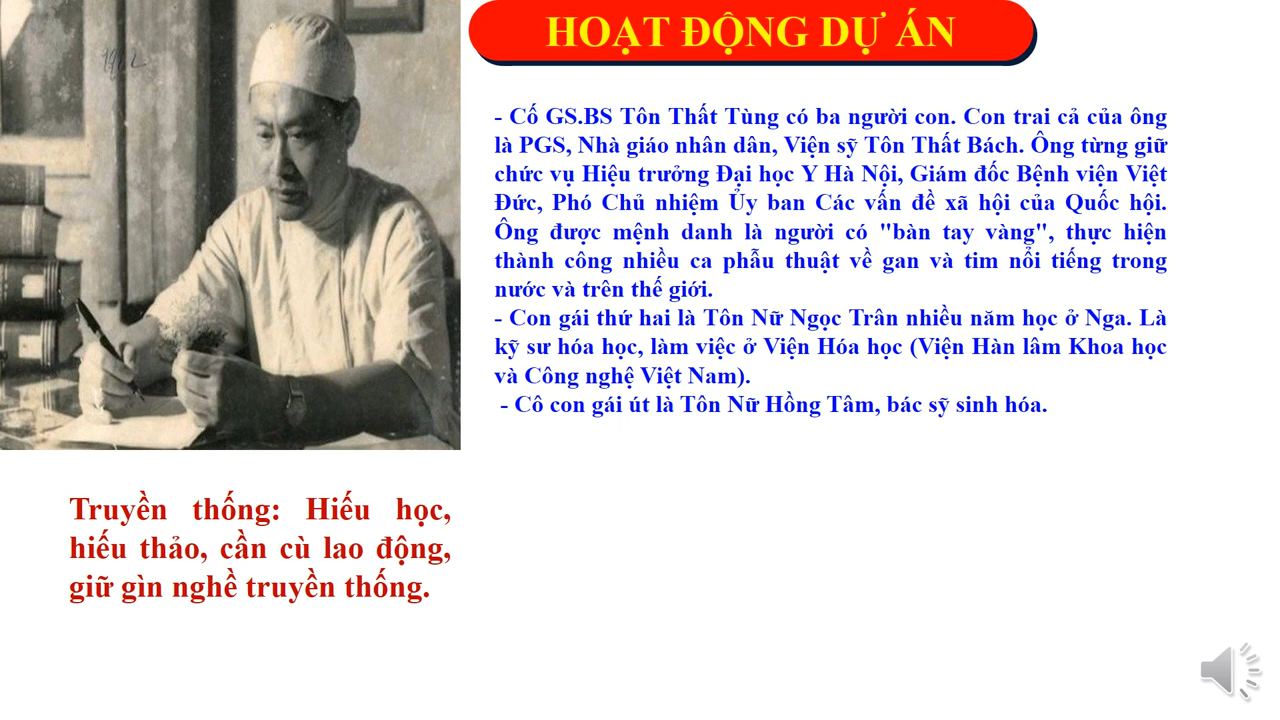 HOẠT ĐỘNG DỰ ÁN
- Cố GS.BS Tôn Thất Tùng có ba người con. Con trai cả của ông
là PGS, Nhà giáo nhân dân, Viện sỹ Tôn Thất Bách. Ông từng giữ
chức vụ Hiệu trưởng Đại học Y Hà Nội, Giám đốc Bệnh viện Việt
Đức, Phó Chủ nhiệm Ủy ban Các vấn đề xã hội của Quốc hội.
Ông được mệnh danh là người có "bàn tay vàng", thực hiện
thành công nhiều ca phẫu thuật về gan và tim nổi tiếng trong
nước và trên thế giới.
- Con gái thứ hai là Tôn Nữ Ngọc Trân nhiều năm học ở Nga. Là
kỹ sư hóa học, làm việc ở Viện Hóa học (Viện Hàn lâm Khoa học
và Công nghệ Việt Nam).
- Cô con gái út là Tôn Nữ Hồng Tâm, bác sỹ sinh hóa.
Truyền thống: Hiếu học,
hiếu thảo, cần cù lao động,
giữ gìn nghề truyền thống.